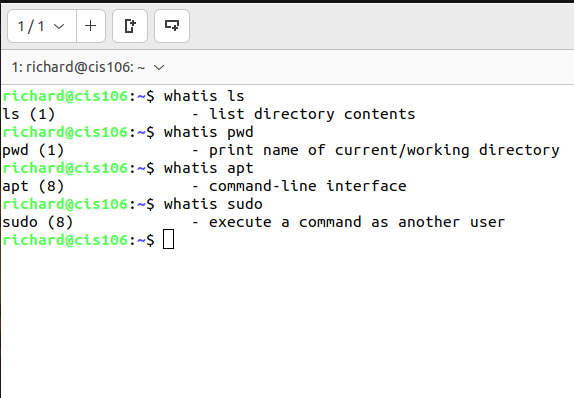 1 / 1
1: richard@cis106: ~
richard@cis106:~$ whatis ls
ls (1)               - list directory contents
richard@cis106:~$ whatis pwd
pwd (1)              - print name of current/working directory
richard@cis106:~$ whatis apt
apt (8)              - command-line interface
richard@cis106:~$ whatis sudo
sudo (8)             - execute a command as another user
richard@cis106:~$